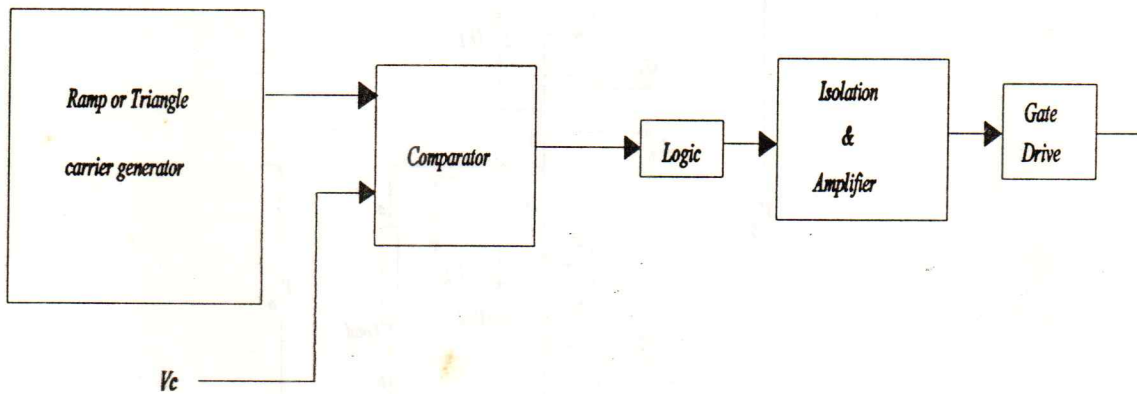 Ramp or Triangle
carrier generator
Comparator
Logic
Isolation
&
Amplifier
Gate
Drive
Vc